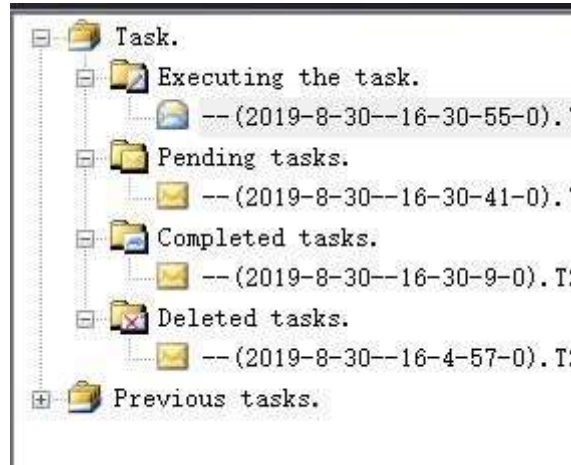 Task.
Executing the task.
--(2019-8-30--16-30-55-0).
Pending tasks.
--(2019-8-30--16-30-41-0).
Completed tasks.
--(2019-8-30--16-30-9-0).T
Deleted tasks.
--(2019-8-30--16-4-57-0).T
Previous tasks.